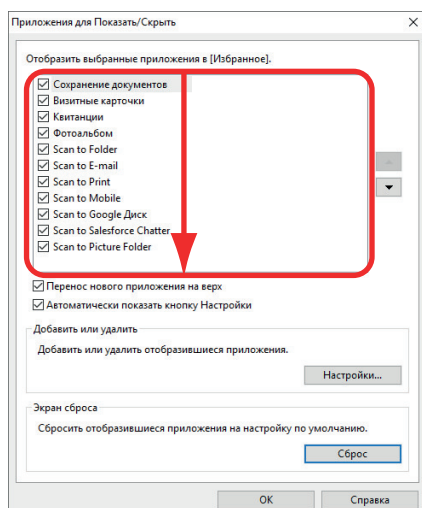 Приложения для Показать/Скрыть
Отобразить выбранные приложения в [Избранное].
Сохранение документов
Визитные карточки
Квитанции
Фотоальбом
Scan to Folder
Scan to E-mail
Scan to Print
Scan to Mobile
Scan to Google Диск
Scan to Salesforce Chatter
Scan to Picture Folder
Перенос нового приложения на верх
Автоматически показать кнопку Настройки
Добавить или удалить
Добавить или удалить отобразившиеся приложения.
Настройки...
Экран сброса
Сбросить отобразившиеся приложения на настройку по умолчанию.
Сброс
OK Справка